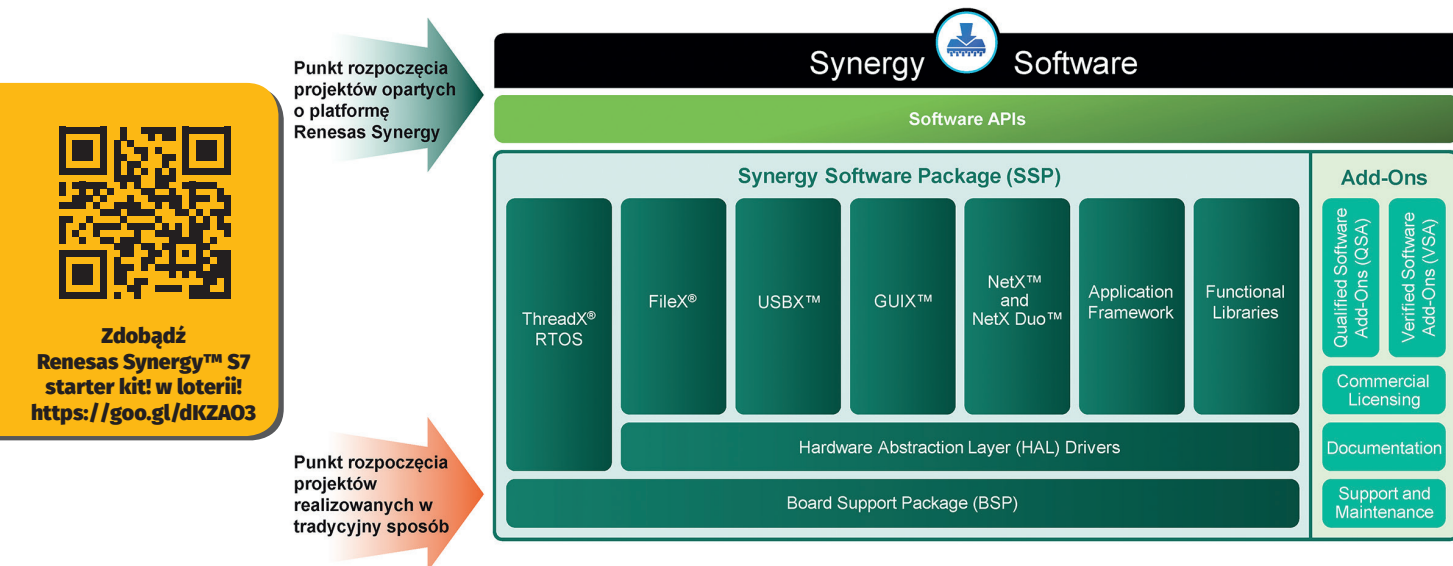 Punkt rozpoczęcia
projektów opartych
o platformę
Renesas Synergy
Zdobądź
Renesas Synergy™ S7
starter kit! w loterii!
https://goo.gl/dKZAO3
Punkt rozpoczęcia
projektów
realizowanych w
tradycyjny sposób
Synergy Software
Software APIs
Synergy Software Package (SSP)
ThreadX®
RTOS
FileX®
USBX™
GUIX™
NetX™
and
NetX Duo™
Application
Framework
Functional
Libraries
Hardware Abstraction Layer (HAL) Drivers
Board Support Package (BSP)
Add-Ons
Qualified Software
Add-Ons (QSA)
Verified Software
Add-Ons (VSA)
Commercial
Licensing
Documentation
Support and
Maintenance